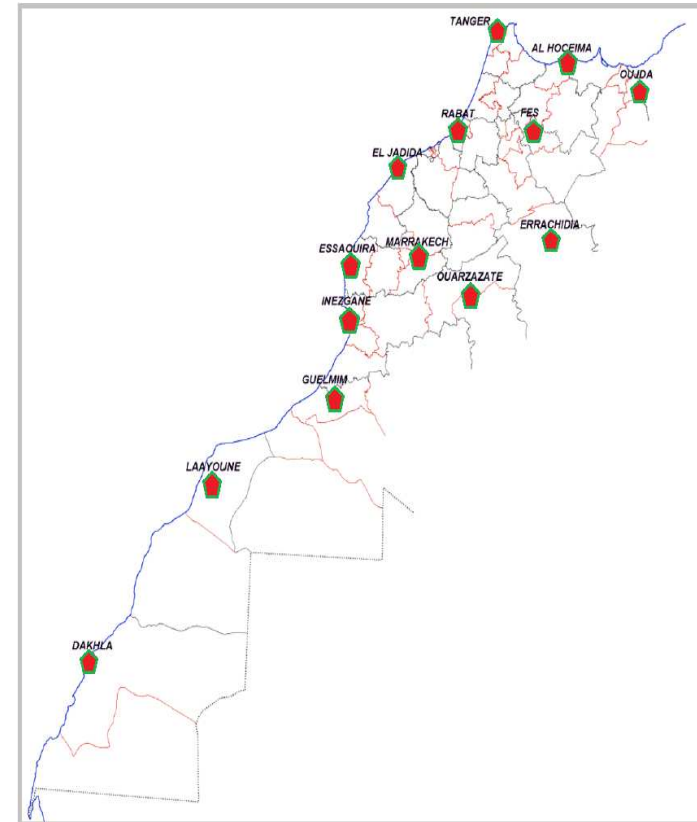 TANGER
AL HOCEIMA
OUJDA
RABAT
FES
EL JADIDA
ERRACHIDIA
ESSAOUIRA
MARRAKECH
OUARZAZATE
INEZGANE
GUELMIM
LAAYOUNE
DAKHLA